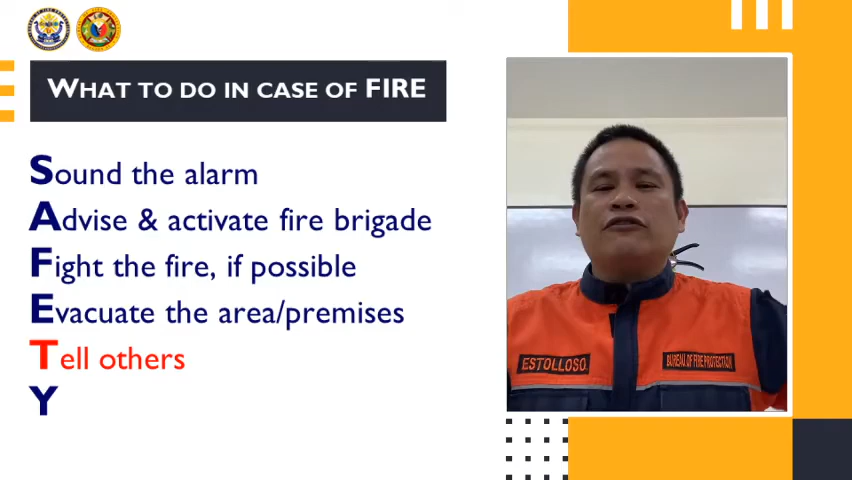 WHAT TO DO IN CASE OF FIRE
Sound the alarm
Advise & activate fire brigade
Fight the fire, if possible
Evacuate the area/premises
Tell others
Y
ESTOLLOSO
BUREAU OF FIRE PROTECTION